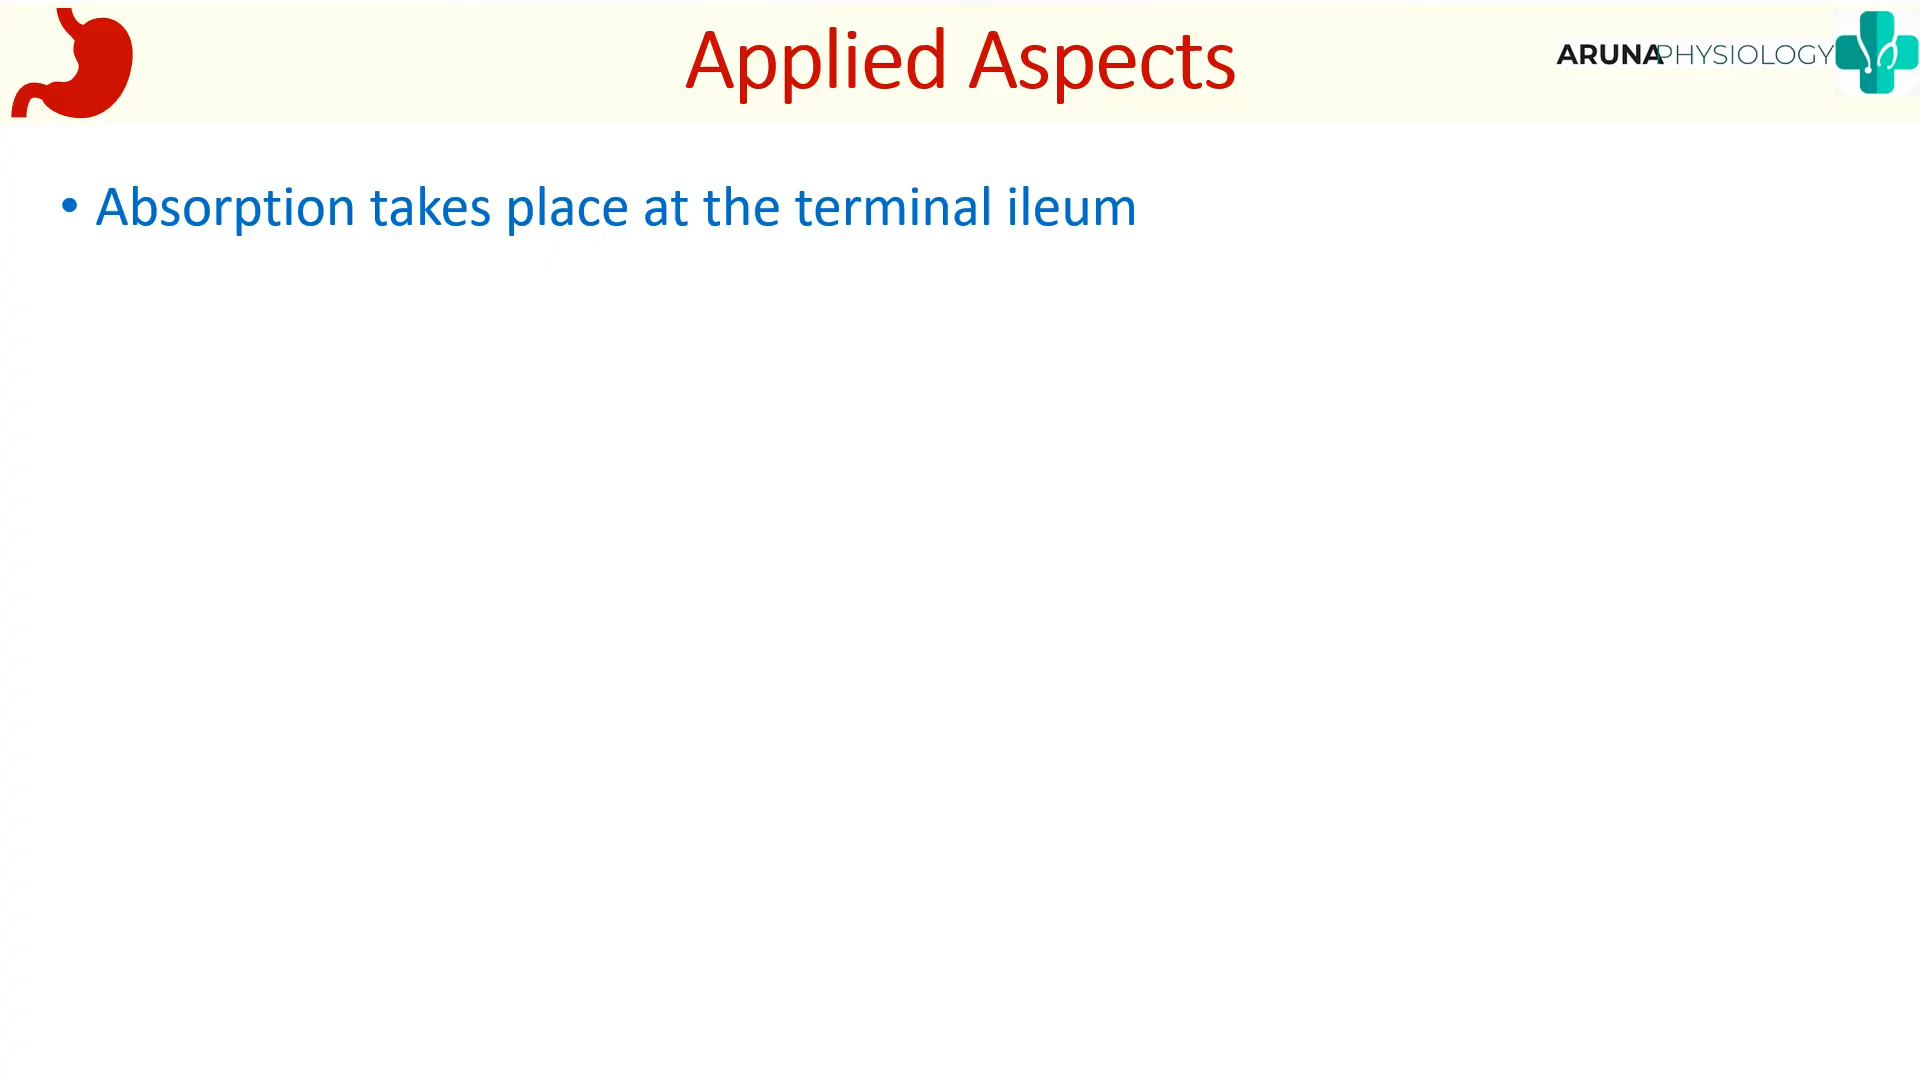 Applied Aspects
ARUNAPHYSIOLOGY
• Absorption takes place at the terminal ileum